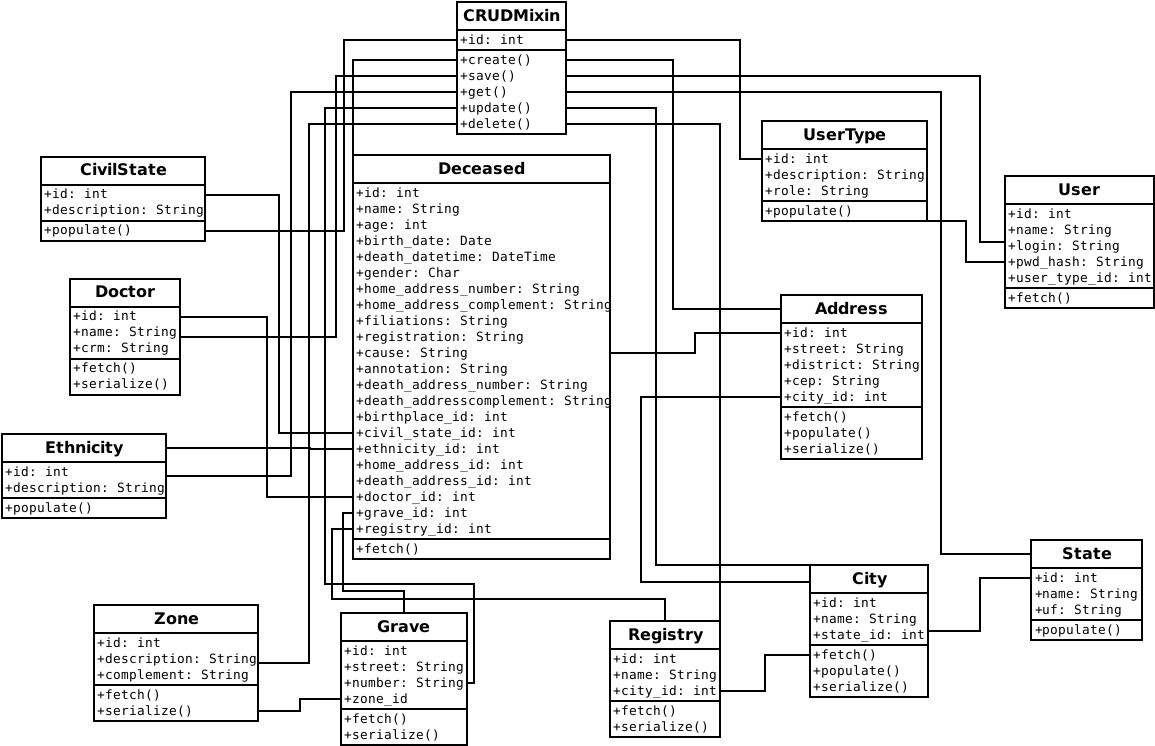 CRUDMixin
+id: int
+create()
+save()
+get()
+update()
+delete()
UserType
+id: int
+description: String
+role: String
+populate()
CivilState
+id: int
+description: String
+populate()
Deceased
+id: int
+name: String
+age: int
+birth_date: Date
+death_datetime: DateTime
+gender: Char
+home_address_number: String
+home_address_complement: String
+filiations: String
+registration: String
+cause: String
+annotation: String
+death_address_number: String
+death_addresscomplement: String
+birthplace_id: int
+civil_state_id: int
+ethnicity_id: int
+home_address_id: int
+death_address_id: int
+doctor_id: int
+grave_id: int
+registry_id: int
+fetch()
User
+id: int
+name: String
+login: String
+pwd_hash: String
+user_type_id: int
+fetch()
Doctor
+id: int
+name: String
+crm: String
+fetch()
+serialize()
Address
+id: int
+street: String
+district: String
+cep: String
+city_id: int
+fetch()
+populate()
+serialize()
Ethnicity
+id: int
+description: String
+populate()
State
+id: int
+name: String
+uf: String
+populate()
City
+id: int
+name: String
+state_id: int
+fetch()
+populate()
+serialize()
Zone
+id: int
+description: String
+complement: String
+fetch()
+serialize()
Grave
+id: int
+street: String
+number: String
+zone_id
+fetch()
+serialize()
Registry
+id: int
+name: String
+city_id: int
+fetch()
+serialize()